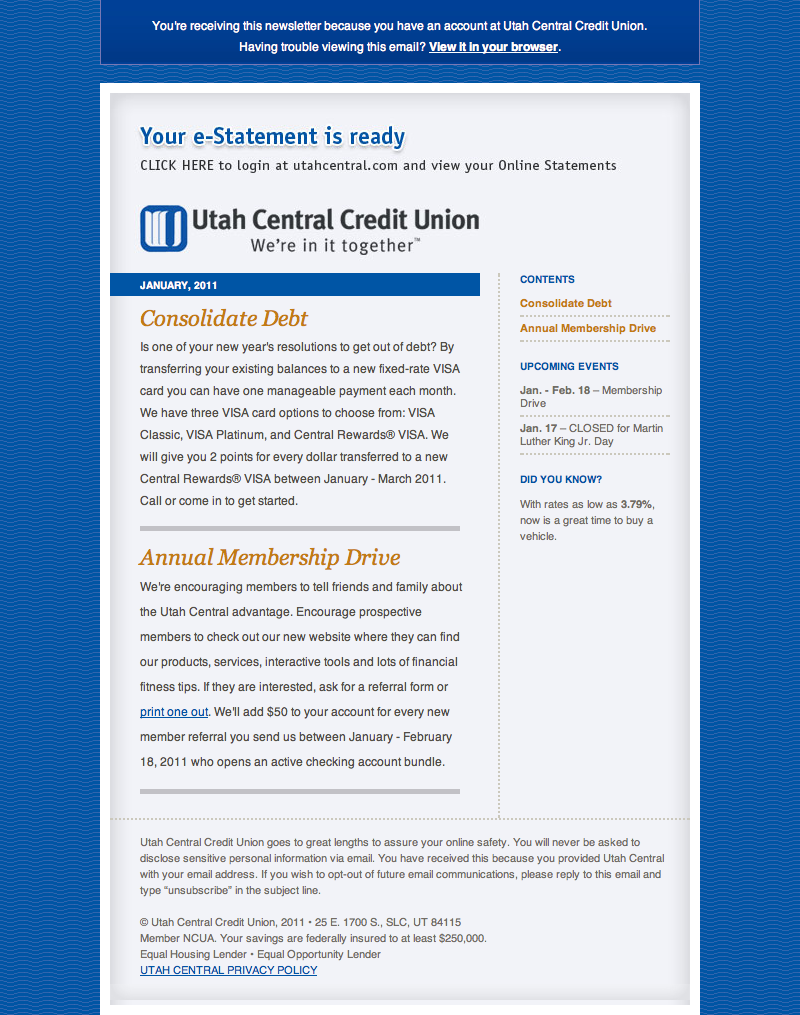 You're receiving this newsletter because you have an account at Utah Central Credit Union.
Having trouble viewing this email? View it in your browser.
Your e-Statement is ready
CLICK HERE to login at utahcentral.com and view your Online Statements
Utah Central Credit Union
We're in it together™
JANUARY, 2011
Consolidate Debt
Is one of your new year's resolutions to get out of debt? By
transferring your existing balances to a new fixed-rate VISA
card you can have one manageable payment each month.
We have three VISA card options to choose from: VISA
Classic, VISA Platinum, and Central Rewards® VISA. We
will give you 2 points for every dollar transferred to a new
Central Rewards® VISA between January - March 2011.
Call or come in to get started.
Annual Membership Drive
We're encouraging members to tell friends and family about
the Utah Central advantage. Encourage prospective
members to check out our new website where they can find
our products, services, interactive tools and lots of financial
fitness tips. If they are interested, ask for a referral form or
print one out. We'll add $50 to your account for every new
member referral you send us between January - February
18, 2011 who opens an active checking account bundle.
CONTENTS
Consolidate Debt
Annual Membership Drive
UPCOMING EVENTS
Jan. - Feb. 18 – Membership
Drive
Jan. 17 – CLOSED for Martin
Luther King Jr. Day
DID YOU KNOW?
With rates as low as 3.79%,
now is a great time to buy a
vehicle.
Utah Central Credit Union goes to great lengths to assure your online safety. You will never be asked to
disclose sensitive personal information via email. You have received this because you provided Utah Central
with your email address. If you wish to opt-out of future email communications, please reply to this email and
type “unsubscribe” in the subject line.
© Utah Central Credit Union, 2011 • 25 E. 1700 S., SLC, UT 84115
Member NCUA. Your savings are federally insured to at least $250,000.
Equal Housing Lender • Equal Opportunity Lender
UTAH CENTRAL PRIVACY POLICY